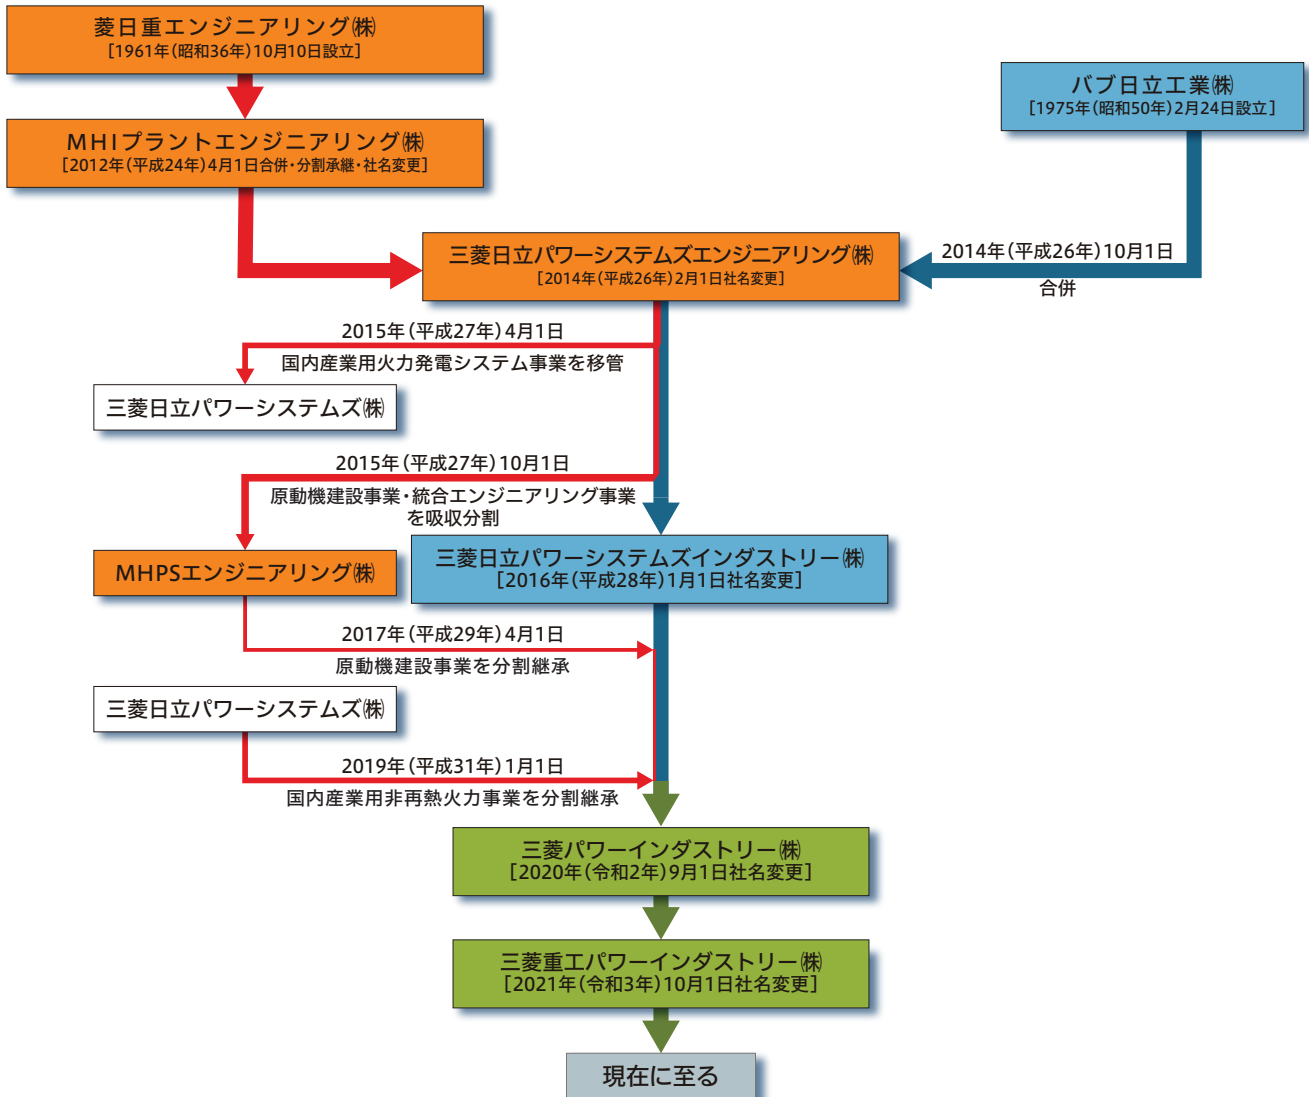 菱日重エンジニアリング㈱
[1961年(昭和36年)10月10日設立]
バブ日立工業㈱
[1975年(昭和50年)2月24日設立]
MHIプラントエンジニアリング㈱
[2012年(平成24年)4月1日合併・分割承継・社名変更]
三菱日立パワーシステムズエンジニアリング㈱
[2014年(平成26年)2月1日社名変更]
2014年(平成26年)10月1日
合併
2015年(平成27年)4月1日
国内産業用火力発電システム事業を移管
三菱日立パワーシステムズ㈱
2015年(平成27年)10月1日
原動機建設事業・統合エンジニアリング事業
を吸収分割
MHPSエンジニアリング㈱
三菱日立パワーシステムズインダストリー㈱
[2016年(平成28年)1月1日社名変更]
2017年(平成29年)4月1日
原動機建設事業を分割継承
三菱日立パワーシステムズ㈱
2019年(平成31年)1月1日
国内産業用非再熱火力事業を分割継承
三菱パワーインダストリー㈱
[2020年(令和2年)9月1日社名変更]
三菱重工パワーインダストリー㈱
[2021年(令和3年)10月1日社名変更]
現在に至る